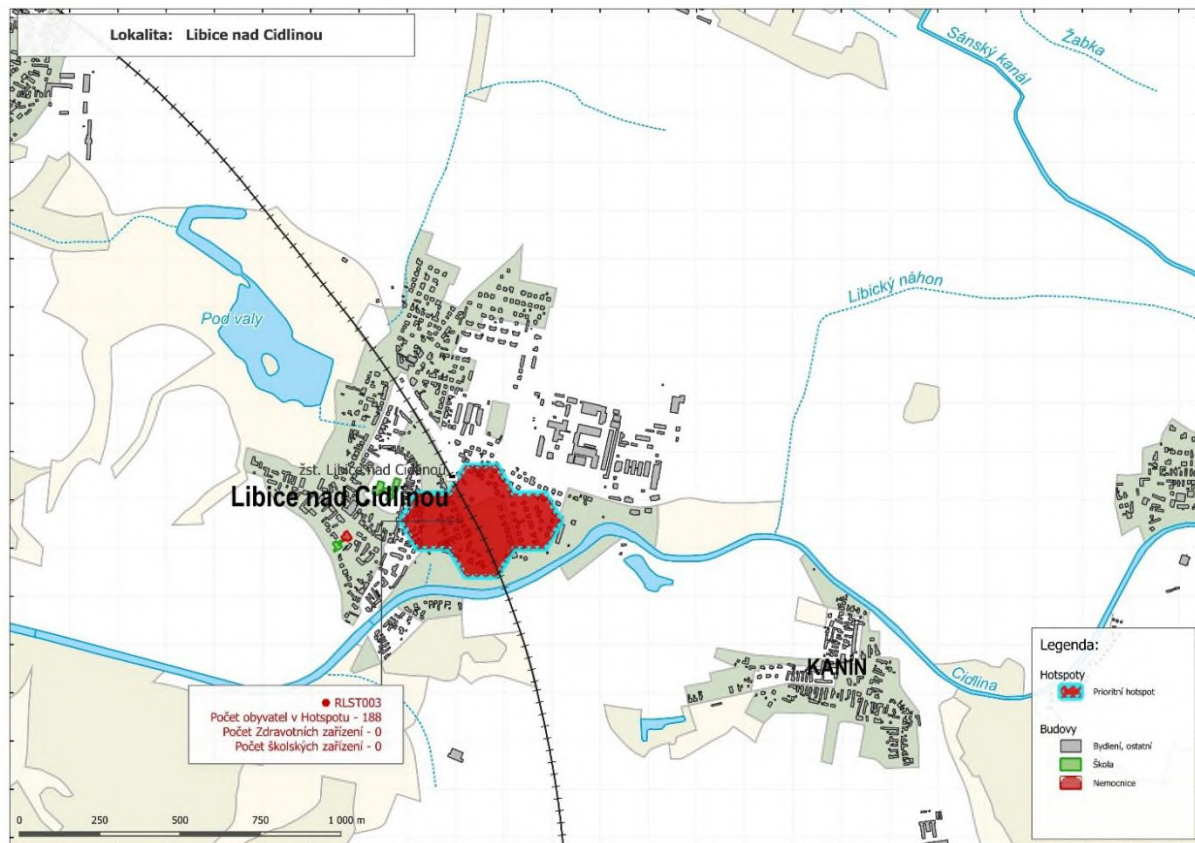 Lokalita: Libice nad Cidlinou
Sánský kanál
Žabka
Libický náhon
Pod valy
žst. Libice nad Cidlinou
Libice nad Cidlinou
KANÍN
Cidlina
RLST003
Počet obyvatel v Hotspotu - 188
Počet Zdravotních zařízení - 0
Počet školských zařízení - 0
Legenda:
Hotspoty
Prioritní hotspot
Budovy
Bydlení, ostatní
Škola
Nemocnice
0 250 500 750 1 000 m